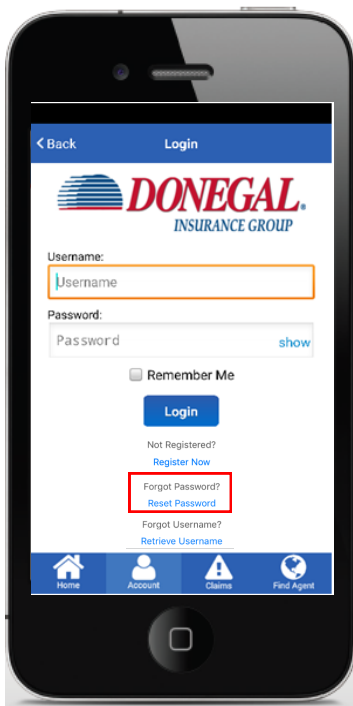 Back Login
DONEGAL.
INSURANCE GROUP
Username:
Username
Password:
Password show
Remember Me
Login
Not Registered?
Register Now
Forgot Password?
Reset Password
Forgot Username?
Retrieve Username
Home Account Claims Find Agent